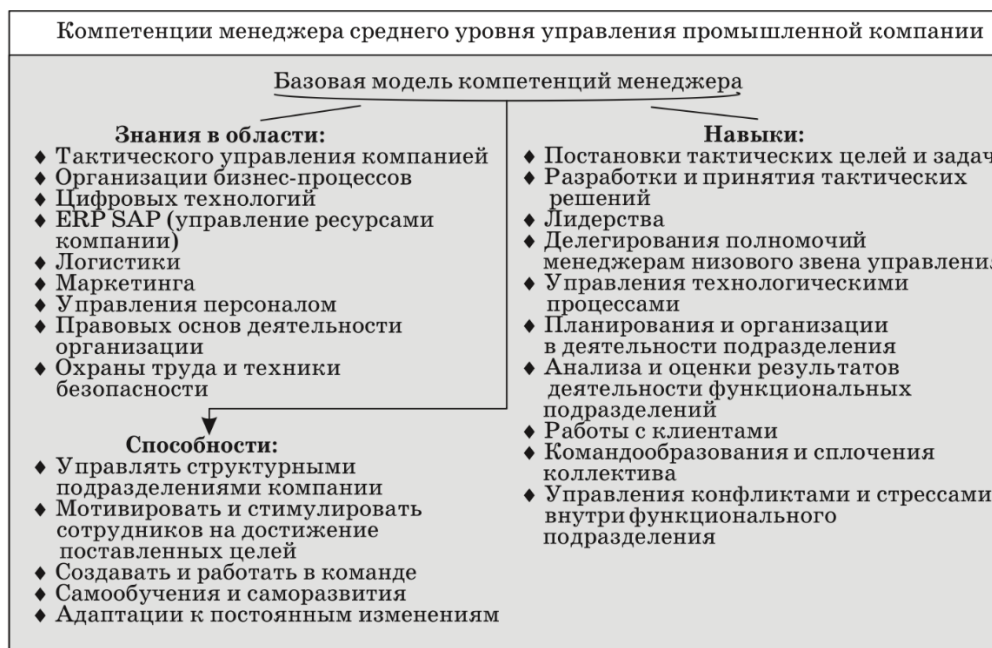 Компетенции менеджера среднего уровня управления промышленной компании
Базовая модель компетенций менеджера
Знания в области:
♦ Тактического управления компанией
♦ Организации бизнес-процессов
♦ Цифровых технологий
♦ ERP SAP (управление ресурсами
компании)
♦ Логистики
♦ Маркетинга
♦ Управления персоналом
♦ Правовых основ деятельности
организации
♦ Охраны труда и техники
безопасности
Способности:
♦ Управлять структурными
подразделениями компании
♦ Мотивировать и стимулировать
сотрудников на достижение
поставленных целей
♦ Создавать и работать в команде
♦ Самообучения и саморазвития
♦ Адаптации к постоянным изменениям
Навыки:
♦ Постановки тактических целей и задач
♦ Разработки и принятия тактических
решений
♦ Лидерства
♦ Делегирования полномочий
менеджерам низового звена управления
♦ Управления технологическими
процессами
♦ Планирования и организации
в деятельности подразделения
♦ Анализа и оценки результатов
деятельности функциональных
подразделений
♦ Работы с клиентами
♦ Командообразования и сплочения
коллектива
♦ Управления конфликтами и стрессами
внутри функционального
подразделения